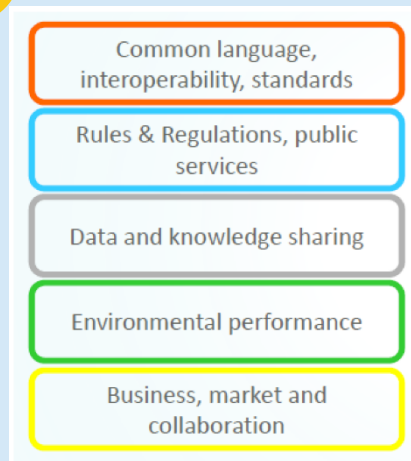 Common language,
interoperability, standards
Rules & Regulations, public
services
Data and knowledge sharing
Environmental performance
Business, market and
collaboration